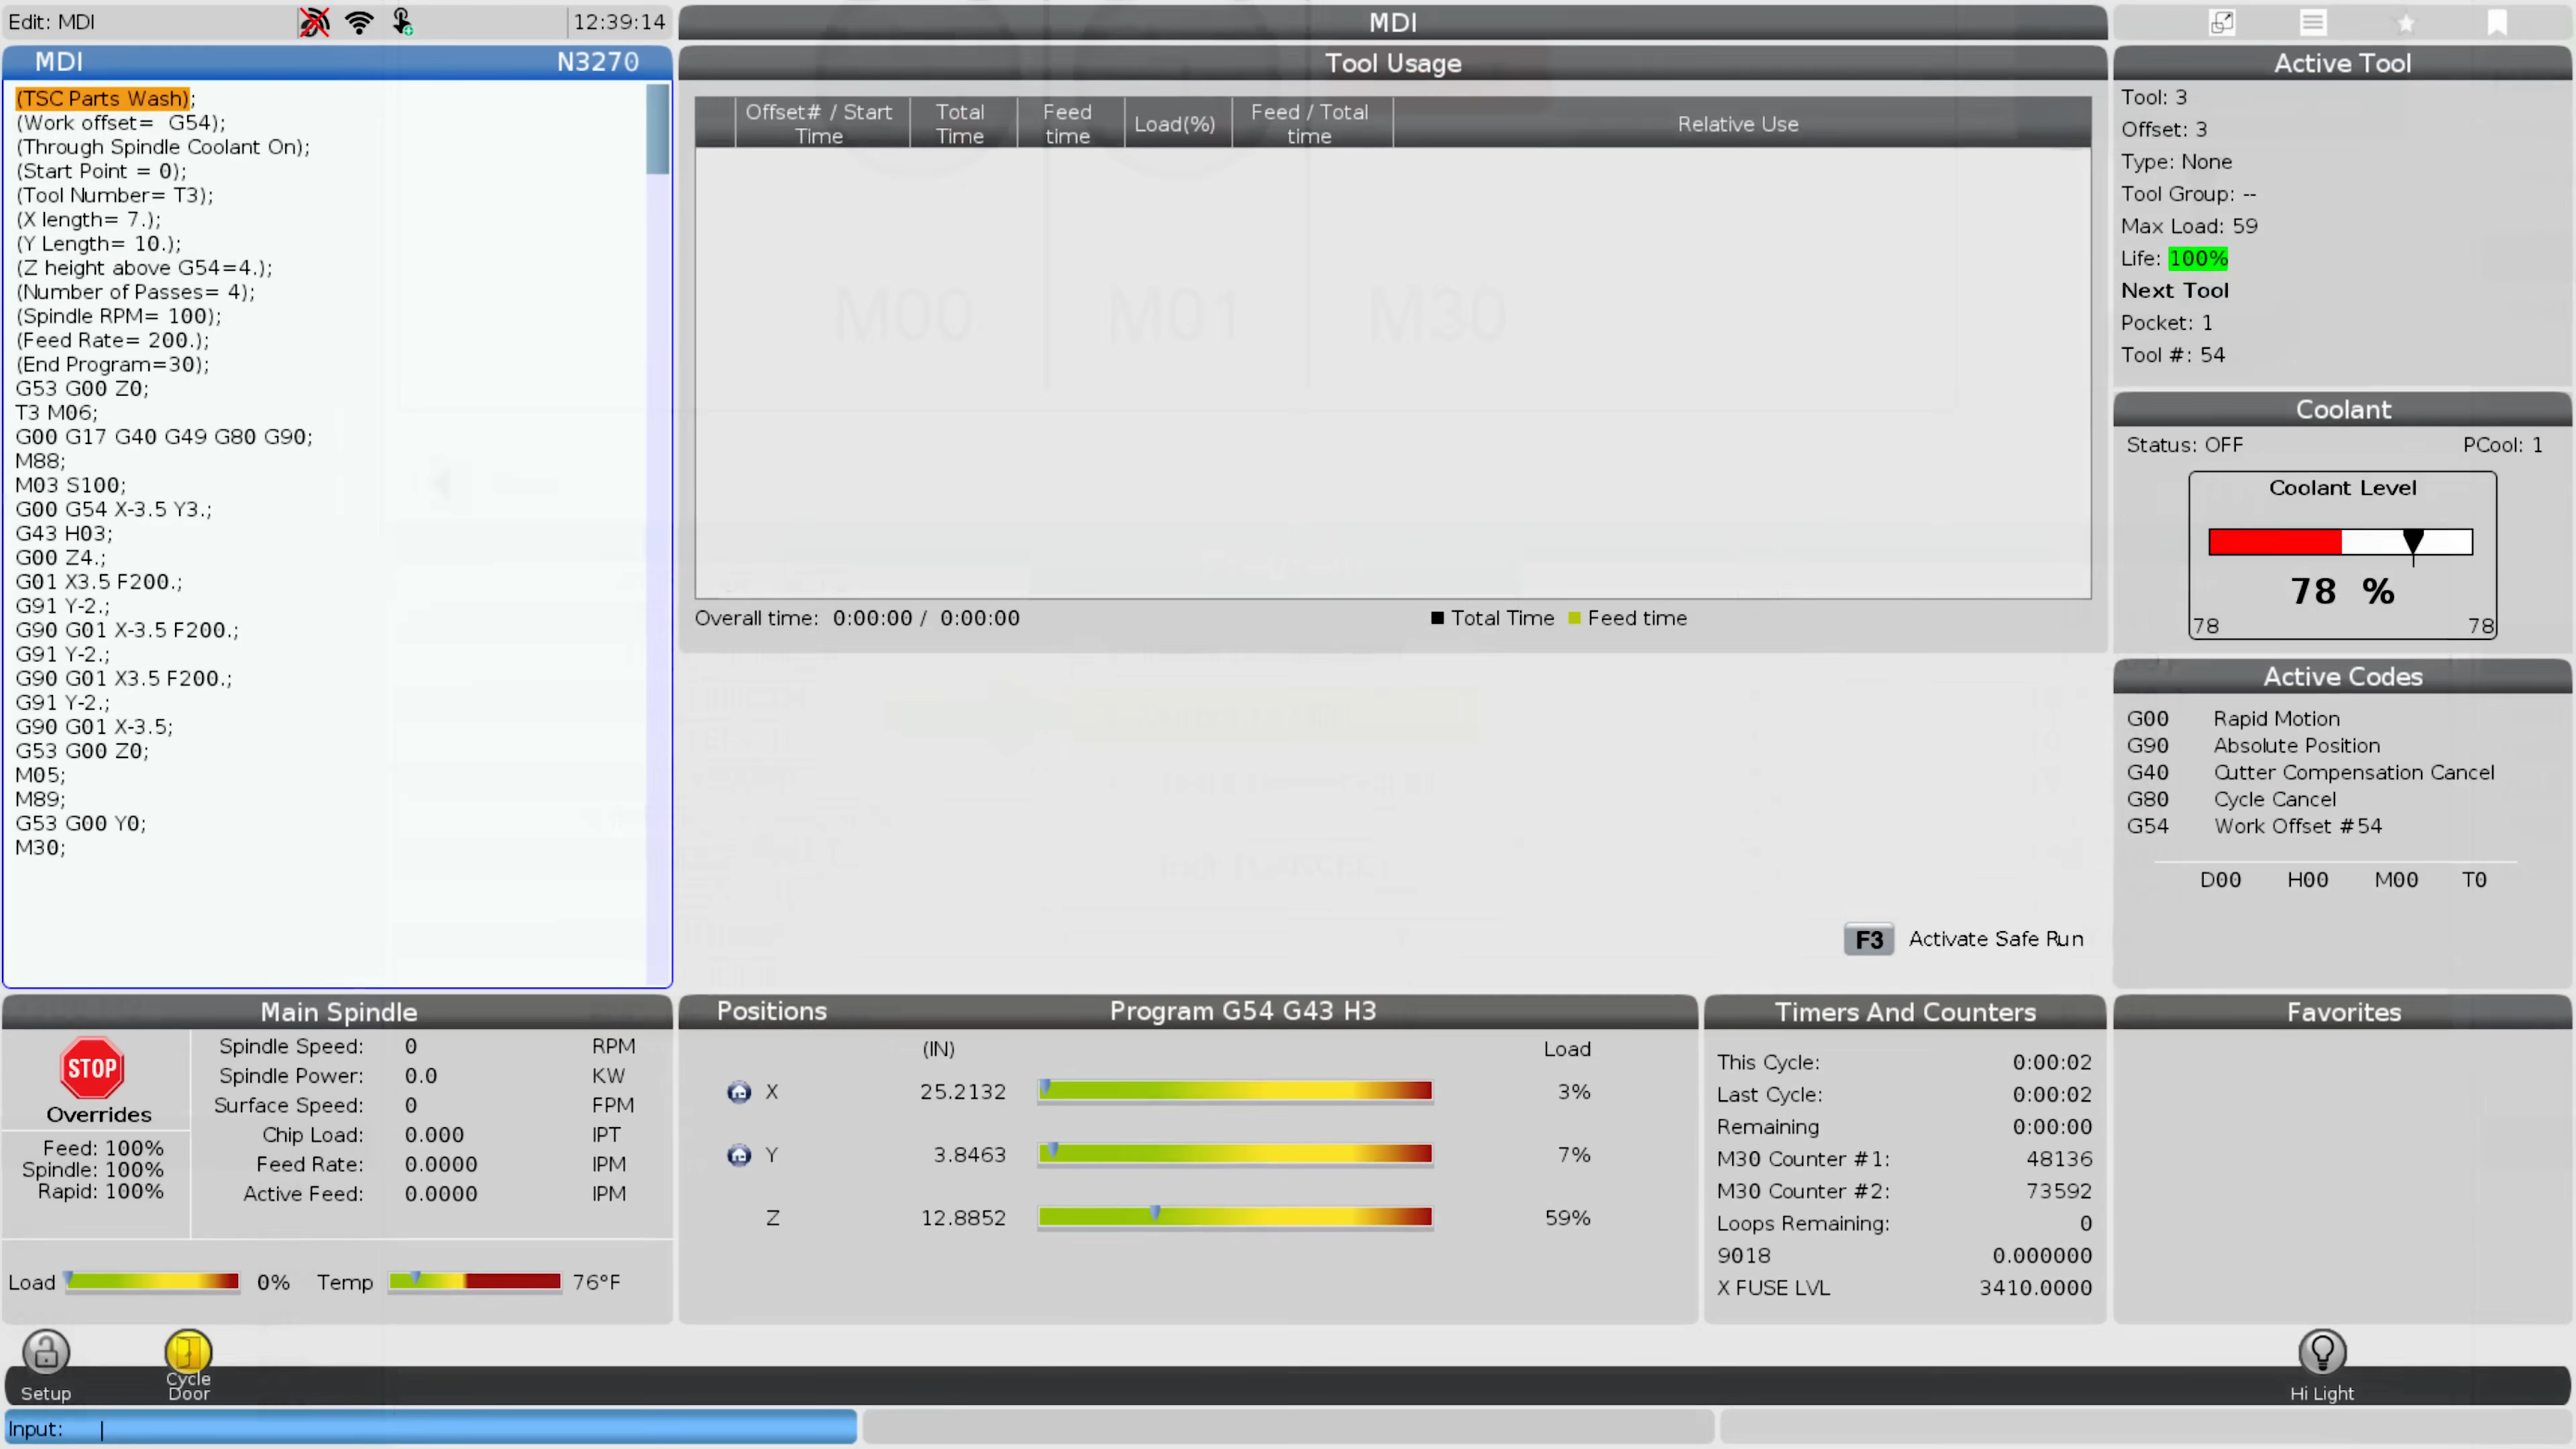 Edit: MDI 12:39:14
MDI
MDI N3270
(TSC Parts Wash);
(Work offset= G54);
(Through Spindle Coolant On);
(Start Point = 0);
(Tool Number= T3);
(X length= 7.);
(Y Length= 10.);
(Z height above G54=4.);
(Number of Passes= 4);
(Spindle RPM= 100);
(Feed Rate= 200.);
(End Program=30);
G53 G00 Z0;
T3 M06;
G00 G17 G40 G49 G80 G90;
M88;
M03 S100;
G00 G54 X-3.5 Y3.;
G43 H03;
G00 Z4.;
G01 X3.5 F200.;
G91 Y-2.;
G90 G01 X-3.5 F200.;
G91 Y-2.;
G90 G01 X3.5 F200.;
G91 Y-2.;
G90 G01 X-3.5;
G53 G00 Z0;
M05;
M89;
G53 G00 Y0;
M30;
Tool Usage
Offset# / Start Time
Total Time
Feed time
Load(%)
Feed / Total time
Relative Use
M00 M01 M30
Overall time: 0:00:00 / 0:00:00
Total Time Feed time
F3 Activate Safe Run
Active Tool
Tool: 3
Offset: 3
Type: None
Tool Group: --
Max Load: 59
Life: 100%
Next Tool
Pocket: 1
Tool #: 54
Coolant
Status: OFF PCool: 1
Coolant Level
78 %
78 78
Active Codes
G00 Rapid Motion
G90 Absolute Position
G40 Cutter Compensation Cancel
G80 Cycle Cancel
G54 Work Offset #54
D00 H00 M00 T0
Main Spindle
STOP
Overrides
Feed: 100%
Spindle: 100%
Rapid: 100%
Spindle Speed: 0 RPM
Spindle Power: 0.0 KW
Surface Speed: 0 FPM
Chip Load: 0.000 IPT
Feed Rate: 0.0000 IPM
Active Feed: 0.0000 IPM
Load 0% Temp 76°F
Positions Program G54 G43 H3
(IN) Load
X 25.2132 3%
Y 3.8463 7%
Z 12.8852 59%
Timers And Counters
This Cycle: 0:00:02
Last Cycle: 0:00:02
Remaining 0:00:00
M30 Counter #1: 48136
M30 Counter #2: 73592
Loops Remaining: 0
9018 0.000000
X FUSE LVL 3410.0000
Favorites
Setup
Cycle Door
Hi Light
Input: